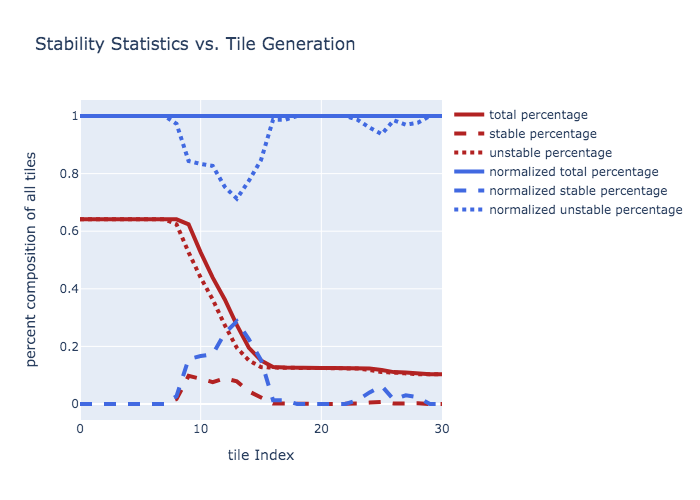 Stability Statistics vs. Tile Generation
total percentage
stable percentage
unstable percentage
normalized total percentage
normalized stable percentage
normalized unstable percentage
percent composition of all tiles
1
0.8
0.6
0.4
0.2
0
0
10
20
30
tile Index